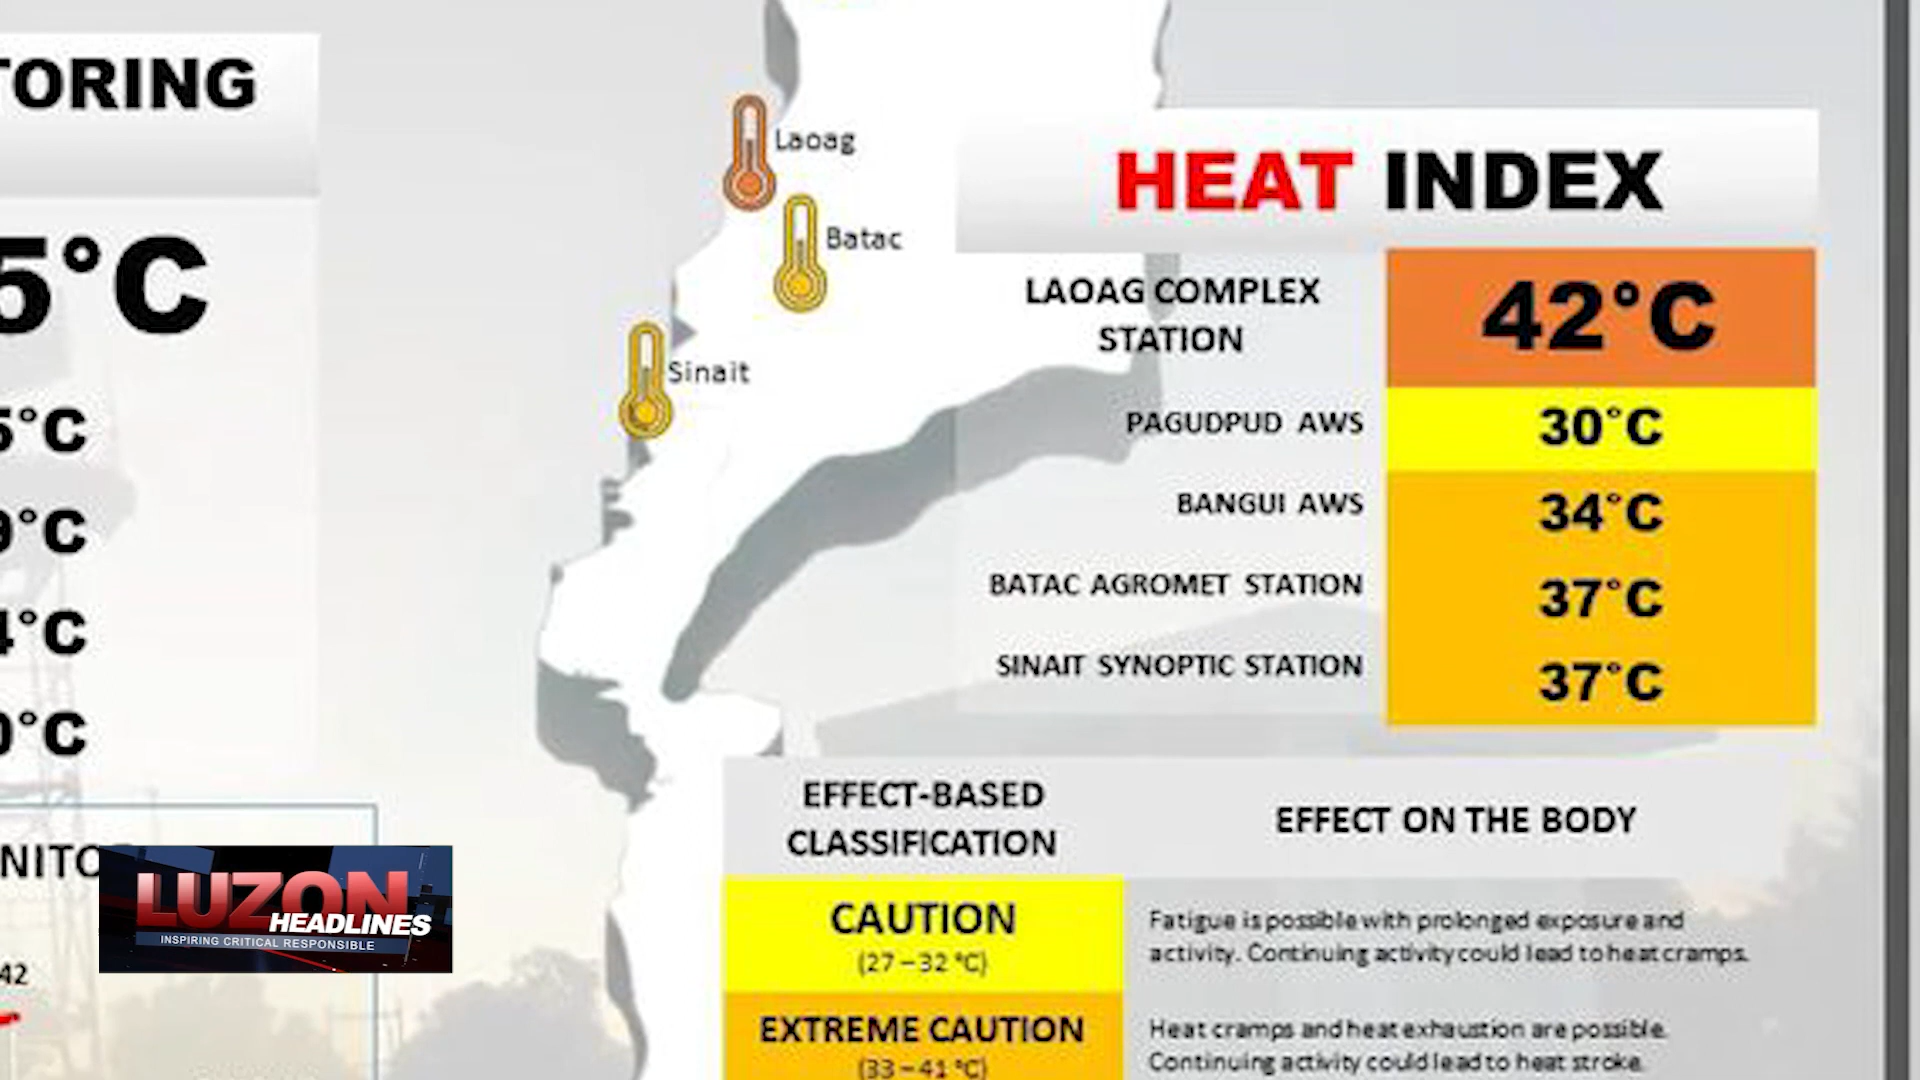 TORING
5°C
5°C
9°C
4°C
0°C
42
Laoag
Batac
Sinait
HEAT INDEX
LAOAG COMPLEX
STATION
42°C
PAGUDPUD AWS
30°C
BANGUI AWS
34°C
BATAC AGROMET STATION
37°C
SINAIT SYNOPTIC STATION
37°C
EFFECT-BASED
CLASSIFICATION
EFFECT ON THE BODY
CAUTION
(27 – 32 °C)
Fatigue is possible with prolonged exposure and
activity. Continuing activity could lead to heat cramps.
EXTREME CAUTION
(33 – 41 °C)
Heat cramps and heat exhaustion are possible.
Continuing activity could lead to heat stroke.
LUZON
HEADLINES
INSPIRING CRITICAL RESPONSIBLE